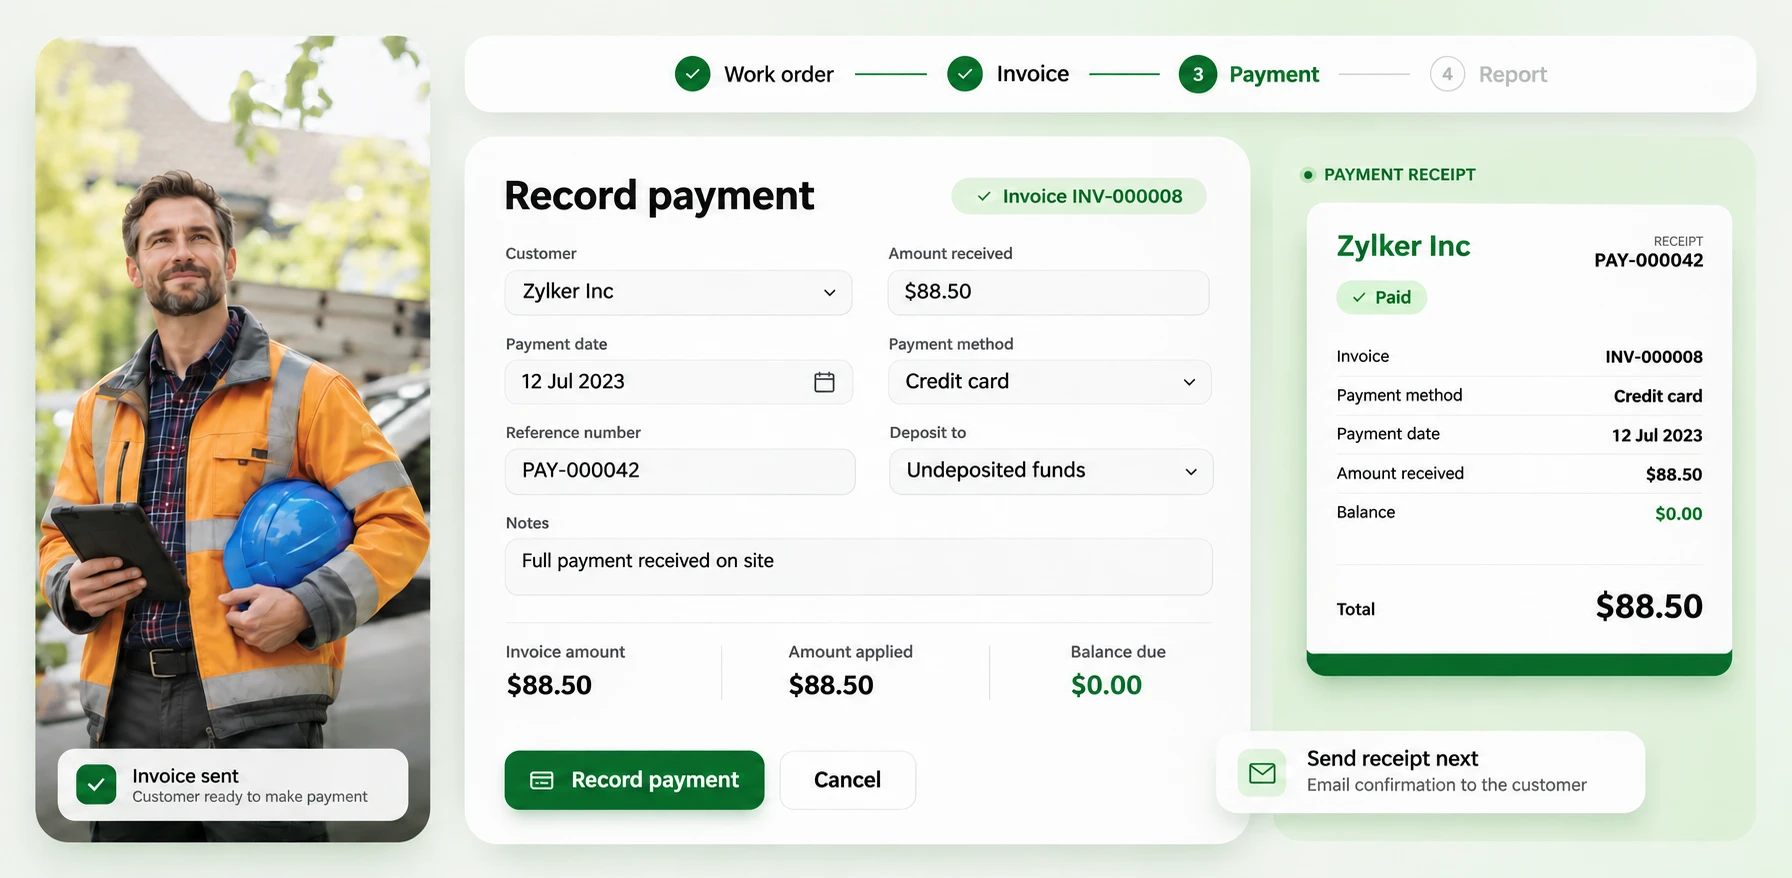 Work order
Invoice
3 Payment
4 Report
Invoice sent
Customer ready to make payment
Record payment
Invoice INV-000008
Customer
Zylker Inc
Amount received
$88.50
Payment date
12 Jul 2023
Payment method
Credit card
Reference number
PAY-000042
Deposit to
Undeposited funds
Notes
Full payment received on site
Invoice amount
$88.50
Amount applied
$88.50
Balance due
$0.00
Record payment
Cancel
PAYMENT RECEIPT
Zylker Inc
RECEIPT
PAY-000042
Paid
Invoice INV-000008
Payment method Credit card
Payment date 12 Jul 2023
Amount received $88.50
Balance $0.00
Total $88.50
Send receipt next
Email confirmation to the customer